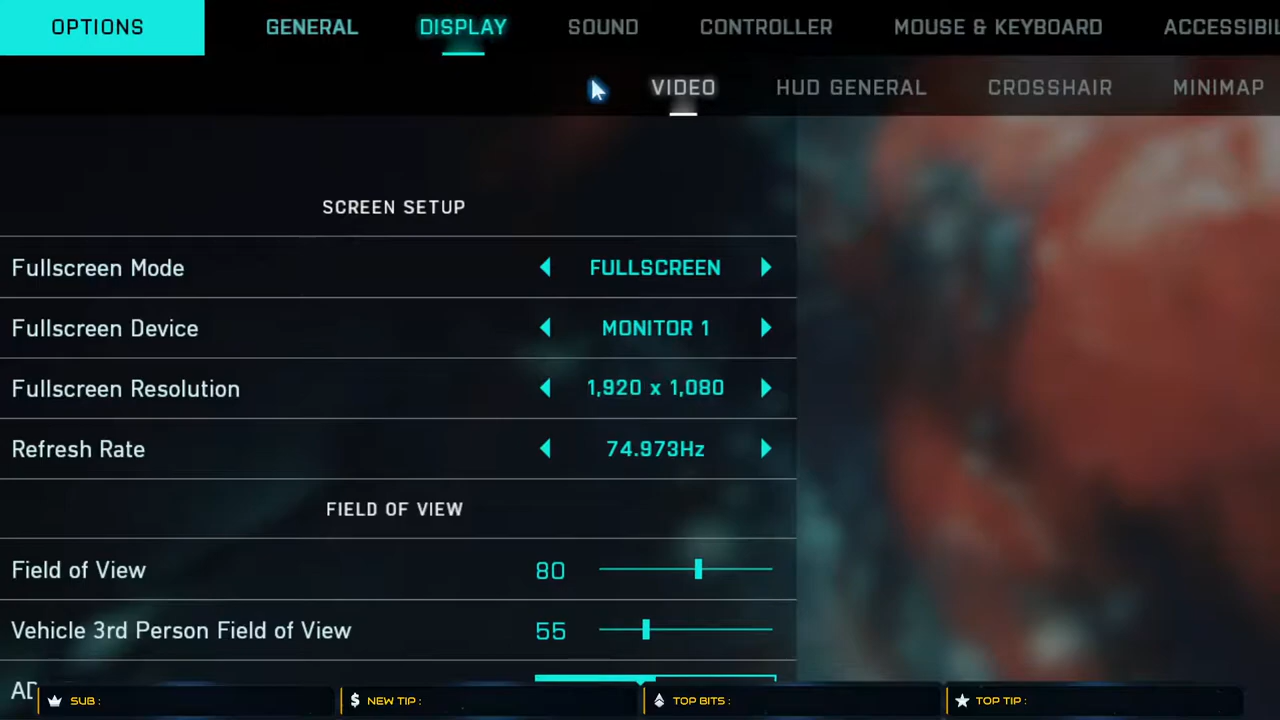 OPTIONS GENERAL DISPLAY SOUND CONTROLLER MOUSE & KEYBOARD ACCESSIBIL
VIDEO HUD GENERAL CROSSHAIR MINIMAP
SCREEN SETUP
Fullscreen Mode FULLSCREEN
Fullscreen Device MONITOR 1
Fullscreen Resolution 1,920 x 1,080
Refresh Rate 74.973Hz
FIELD OF VIEW
Field of View 80
Vehicle 3rd Person Field of View 55
AD
SUB : $ NEW TIP : TOP BITS : TOP TIP :